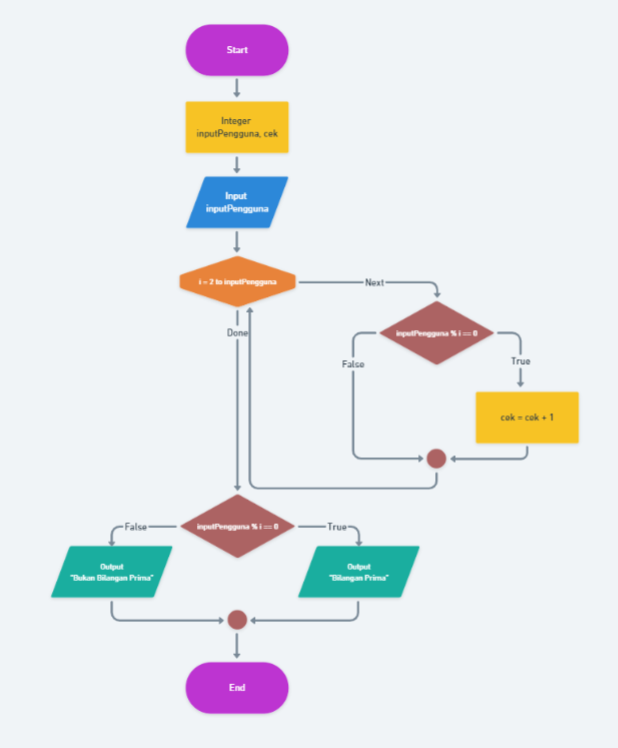 Start
Integer
inputPengguna, cek
Input
inputPengguna
i = 2 to inputPengguna
Next
Done
inputPengguna % i == 0
False
True
cek = cek + 1
inputPengguna % i == 0
False
True
Output
"Bukan Bilangan Prima"
Output
"Bilangan Prima"
End